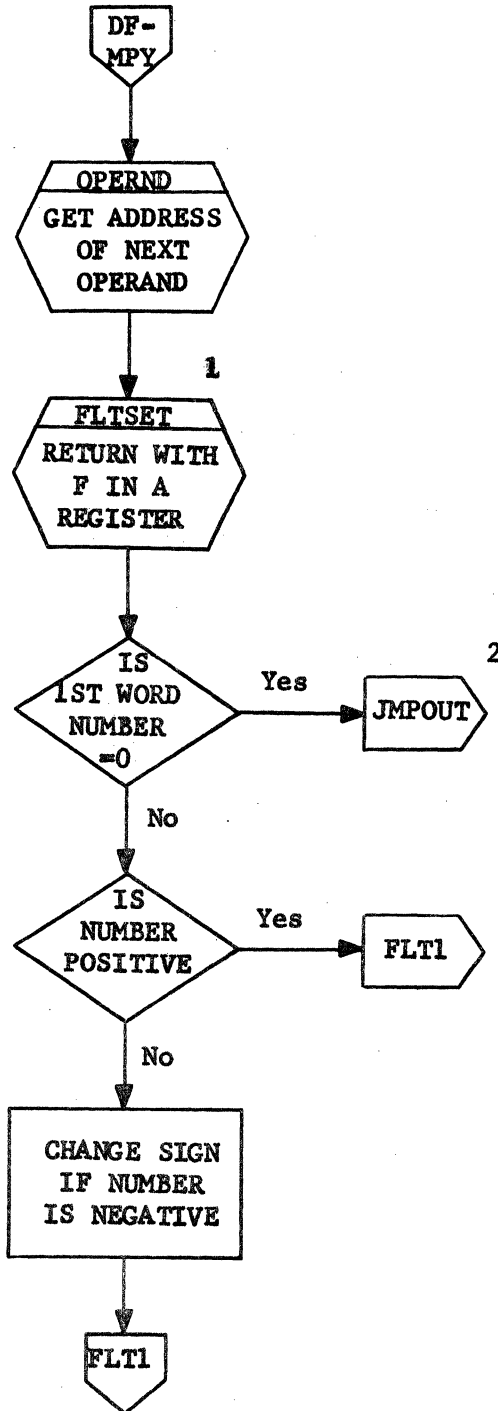 DF-
MPY
OPERND
GET ADDRESS
OF NEXT
OPERAND
1
FLTSET
RETURN WITH
F IN A
REGISTER
IS
1ST WORD
NUMBER
=0
Yes
2
JMPOUT
No
IS
NUMBER
POSITIVE
Yes
FLT1
No
CHANGE SIGN
IF NUMBER
IS NEGATIVE
FLT1